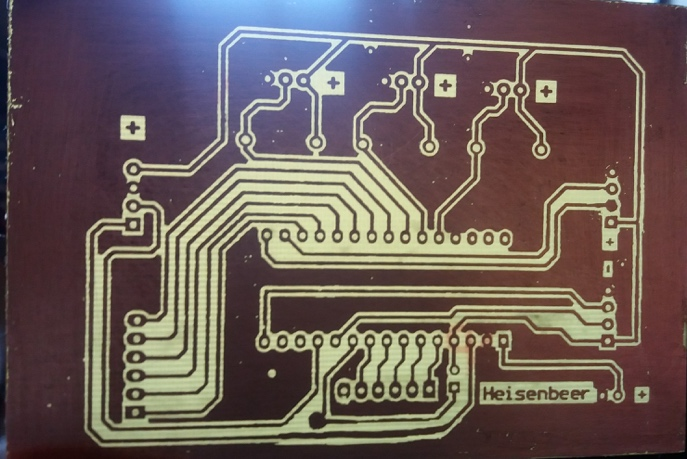 + + +
+
+
-
Heisenbeer +